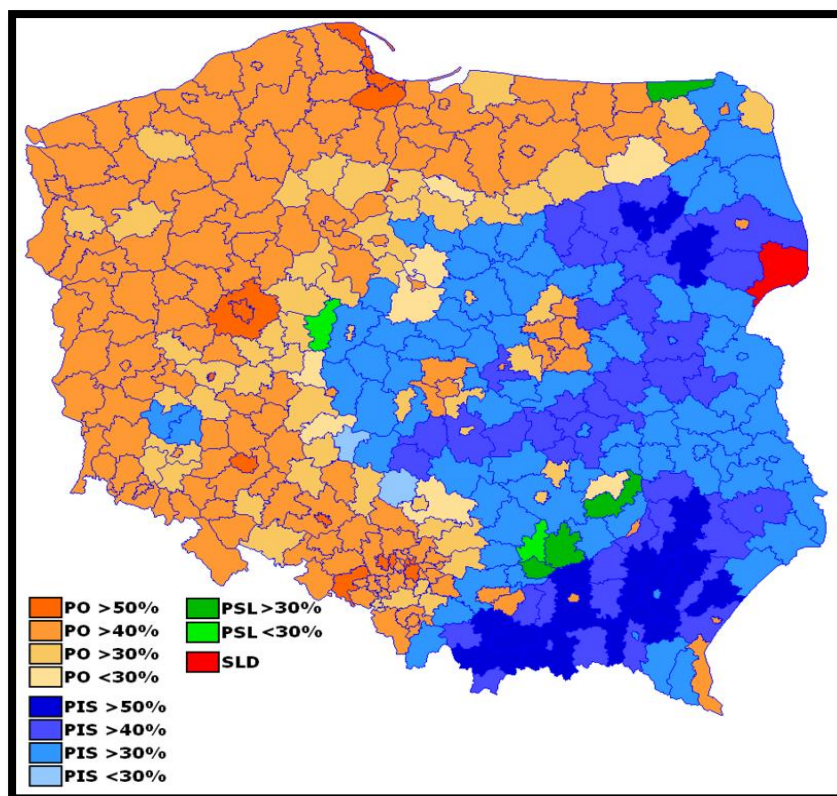 PO >50%
PO >40%
PO >30%
PO <30%
PIS >50%
PIS >40%
PIS >30%
PIS <30%
PSL >30%
PSL <30%
SLD